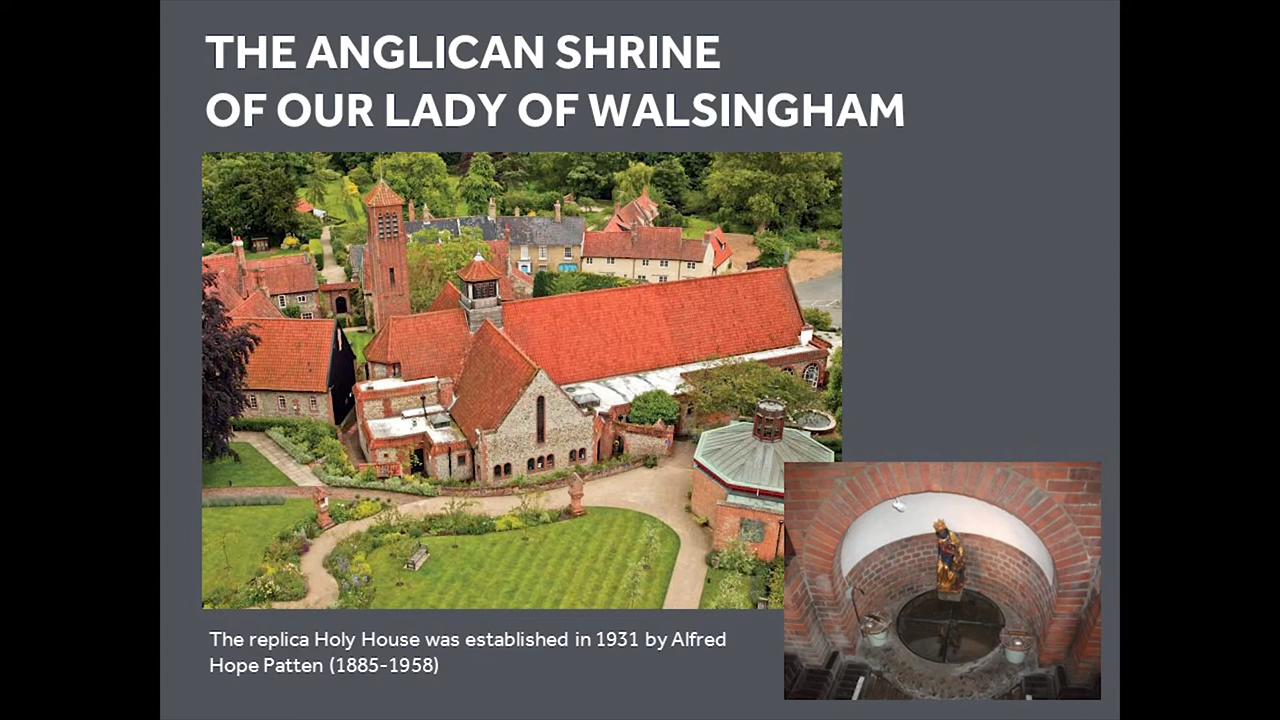 THE ANGLICAN SHRINE
OF OUR LADY OF WALSINGHAM
The replica Holy House was established in 1931 by Alfred
Hope Patten (1885-1958)